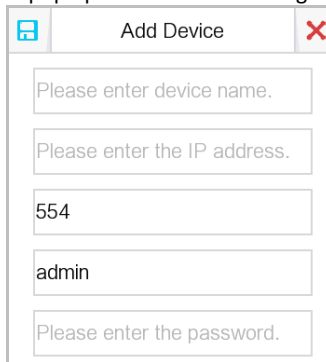 Add Device
Please enter device name.
Please enter the IP address.
554
admin
Please enter the password.